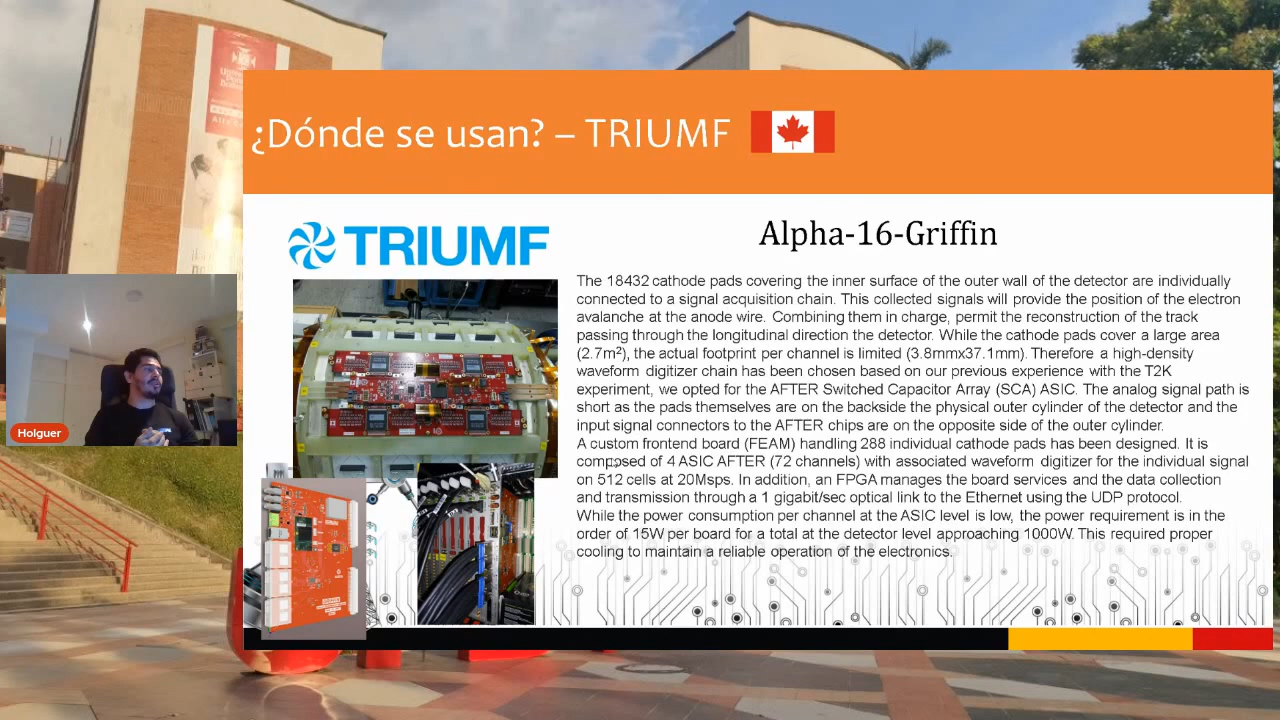 ¿Dónde se usan? – TRIUMF
TRIUMF
Alpha-16-Griffin
The 18432 cathode pads covering the inner surface of the outer wall of the detector are individually
connected to a signal acquisition chain. This collected signals will provide the position of the electron
avalanche at the anode wire. Combining them in charge, permit the reconstruction of the track
passing through the longitudinal direction the detector. While the cathode pads cover a large area
(2.7m²), the actual footprint per channel is limited (3.8mmx37.1mm). Therefore a high density
waveform digitizer chain has been chosen based on our previous experience with the T2K
experiment, we opted for the AFTER Switched Capacitor Array (SCA) ASIC. The analog signal path is
short as the pads themselves are on the backside the physical outer cylinder of the detector and the
input signal connectors to the AFTER chips are on the opposite side of the outer cylinder.
A custom frontend board (FEAM) handling 288 individual cathode pads has been designed. It is
composed of 4 ASIC AFTER (72 channels) with associated waveform digitizer for the individual signal
on 512 cells at 20Msps. In addition, an FPGA manages the board services and the data collection
and transmission through a 1 gigabit/sec optical link to the Ethernet using the UDP protocol.
While the power consumption per channel at the ASIC level is low, the power requirement is in the
order of 15W per board for a total at the detector level approaching 1000W. This required proper
cooling to maintain a reliable operation of the electronics.
Holguer